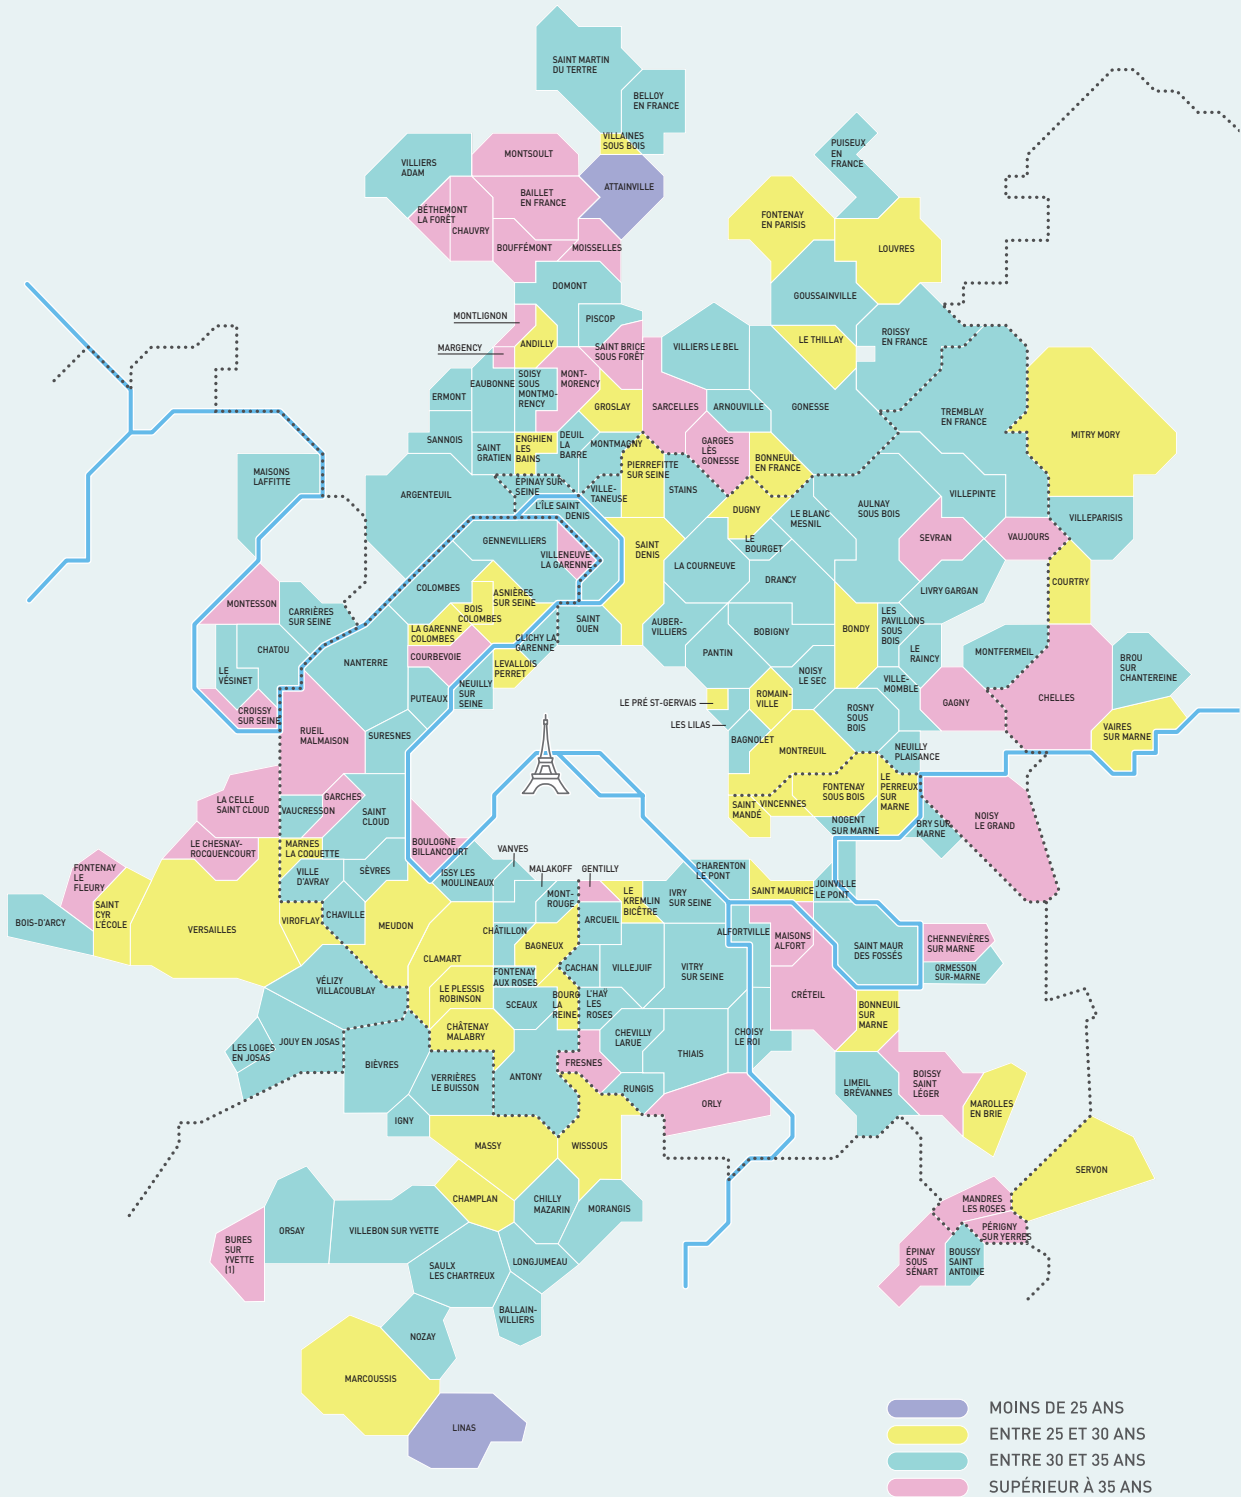 SAINT MARTIN
DU TERTRE
BELLOY
EN FRANCE
VILLAINES
SOUS BOIS
MONTSOULT
VILLIERS
ADAM
ATTAINVILLE
BAILLET
EN FRANCE
BÉTHEMONT
LA FORÊT
CHAUVRY
BOUFFÉMONT
MOISSELLES
PUISEUX
EN
FRANCE
FONTENAY
EN PARISIS
LOUVRES
DOMONT
GOUSSAINVILLE
MONTLIGNON
PISCOP
ANDILLY
MARGENCY
SAINT BRICE
SOUS FORÊT
VILLIERS LE BEL
LE THILLAY
ROISSY
EN FRANCE
EAUBONNE
SOISY
SOUS
MONTMO-
RENCY
MONT-
MORENCY
ERMONT
GROSLAY
SARCELLES
ARNOUVILLE
GONESSE
TREMBLAY
EN FRANCE
MITRY MORY
SANNOIS
SAINT
GRATIEN
ENGHIEN
LES
BAINS
DEUIL
LA
BARRE
MONTMAGNY
GARGES
LÈS
GONESSE
BONNEUIL
EN FRANCE
PIERREFITTE
SUR SEINE
MAISONS
LAFFITTE
ARGENTEUIL
ÉPINAY SUR
SEINE
VILLE-
TANEUSE
STAINS
L'ÎLE SAINT
DENIS
DUGNY
LE BLANC
MESNIL
AULNAY
SOUS BOIS
VILLEPINTE
VILLEPARISIS
SEVRAN
VAUJOURS
GENNEVILLIERS
VILLENEUVE
LA GARENNE
SAINT
DENIS
LE
BOURGET
LA COURNEUVE
DRANCY
LIVRY GARGAN
COURTRY
COLOMBES
ASNIÈRES
SUR SEINE
BOIS
COLOMBES
MONTESSON
CARRIÈRES
SUR SEINE
LA GARENNE
COLOMBES
SAINT
OUEN
AUBER-
VILLIERS
BOBIGNY
BONDY
LES
PAVILLONS
SOUS
BOIS
CLICHY LA
GARENNE
CHATOU
NANTERRE
COURBEVOIE
LEVALLOIS
PERRET
PANTIN
NOISY
LE SEC
LE
RAINCY
MONTFERMEIL
BROU
SUR
CHANTEREINE
LE
VÉSINET
PUTEAUX
NEUILLY
SUR
SEINE
LE PRÉ ST-GERVAIS
ROMAIN-
VILLE
VILLE-
MOMBLE
GAGNY
CHELLES
CROISSY
SUR SEINE
RUEIL
MALMAISON
SURESNES
LES LILAS
BAGNOLET
ROSNY
SOUS
BOIS
VAIRES
SUR MARNE
MONTREUIL
NEUILLY
PLAISANCE
LA CELLE
SAINT CLOUD
GARCHES
VAUCRESSON
SAINT
CLOUD
SAINT
MANDÉ
VINCENNES
FONTENAY
SOUS BOIS
LE
PERREUX
SUR
MARNE
NOGENT
SUR MARNE
BRY SUR
MARNE
NOISY
LE GRAND
LE CHESNAY-
ROCQUENCOURT
MARNES
LA COQUETTE
BOULOGNE
BILLANCOURT
VANVES
MALAKOFF
GENTILLY
CHARENTON
LE PONT
FONTENAY
LE
FLEURY
VILLE
D'AVRAY
SÈVRES
ISSY LES
MOULINEAUX
MONT-
ROUGE
LE
KREMLIN
BICÊTRE
IVRY
SUR SEINE
SAINT MAURICE
JOINVILLE
LE PONT
BOIS-D'ARCY
SAINT
CYR
L'ÉCOLE
VERSAILLES
VIROFLAY
CHAVILLE
MEUDON
CHÂTILLON
ARCUEIL
ALFORTVILLE
MAISONS
ALFORT
SAINT MAUR
DES FOSSÉS
CHENNEVIÈRES
SUR MARNE
CLAMART
BAGNEUX
CACHAN
VILLEJUIF
VITRY
SUR SEINE
ORMESSON
SUR-MARNE
VÉLIZY
VILLACOUBLAY
LE PLESSIS
ROBINSON
FONTENAY
AUX ROSES
SCEAUX
BOURG
LA
REINE
L'HAŸ
LES
ROSES
CRÉTEIL
BONNEUIL
SUR
MARNE
CHÂTENAY
MALABRY
CHEVILLY
LARUE
CHOISY
LE ROI
LES LOGES
EN JOSAS
JOUY EN JOSAS
BIÈVRES
VERRIÈRES
LE BUISSON
ANTONY
FRESNES
THIAIS
RUNGIS
ORLY
LIMEIL
BRÉVANNES
BOISSY
SAINT
LÉGER
MAROLLES
EN BRIE
IGNY
MASSY
WISSOUS
SERVON
CHAMPLAN
CHILLY
MAZARIN
MORANGIS
MANDRES
LES ROSES
PÉRIGNY
SUR YERRES
BURES
SUR
YVETTE
(1)
ORSAY
VILLEBON SUR YVETTE
SAULX
LES CHARTREUX
LONGJUMEAU
ÉPINAY
SOUS
SÉNART
BOUSSY
SAINT
ANTOINE
BALLAIN-
VILLIERS
NOZAY
MARCOUSSIS
LINAS
MOINS DE 25 ANS
ENTRE 25 ET 30 ANS
ENTRE 30 ET 35 ANS
SUPÉRIEUR À 35 ANS